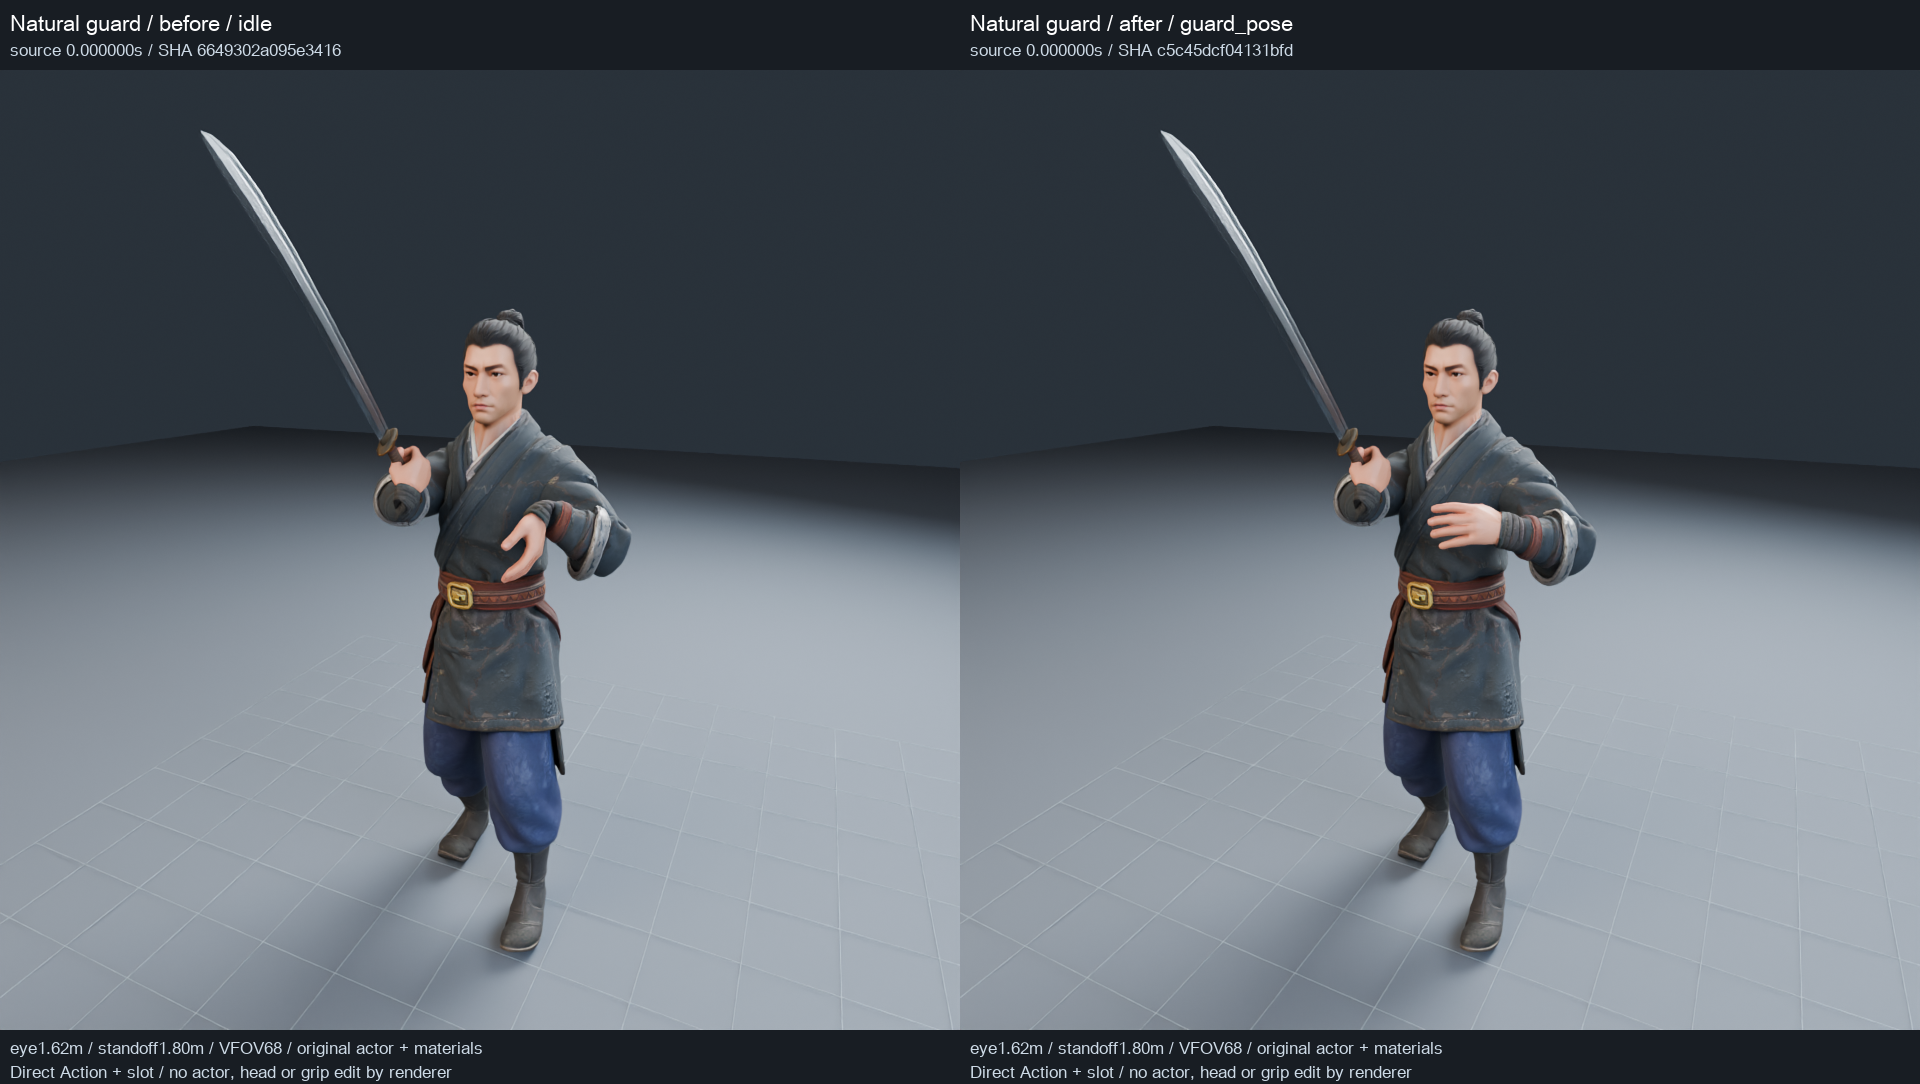 Natural guard / before / idle
source 0.000000s / SHA 6649302a095e3416
Natural guard / after / guard_pose
source 0.000000s / SHA c5c45dcf04131bfd
eye1.62m / standoff1.80m / VFOV68 / original actor + materials
Direct Action + slot / no actor, head or grip edit by renderer
eye1.62m / standoff1.80m / VFOV68 / original actor + materials
Direct Action + slot / no actor, head or grip edit by renderer